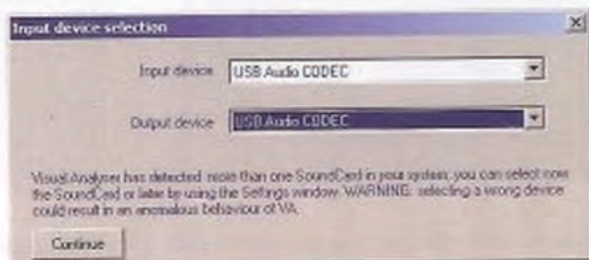 Input device selection
Input device USB Audio CODEC
Output device USB Audio CODEC
Visual Analyser has detected more than one SoundCard in your system; you can select now
the SoundCard or later by using the Settings window. WARNING: selecting a wrong device
could result in an anomalous behaviour of VA.
Continue